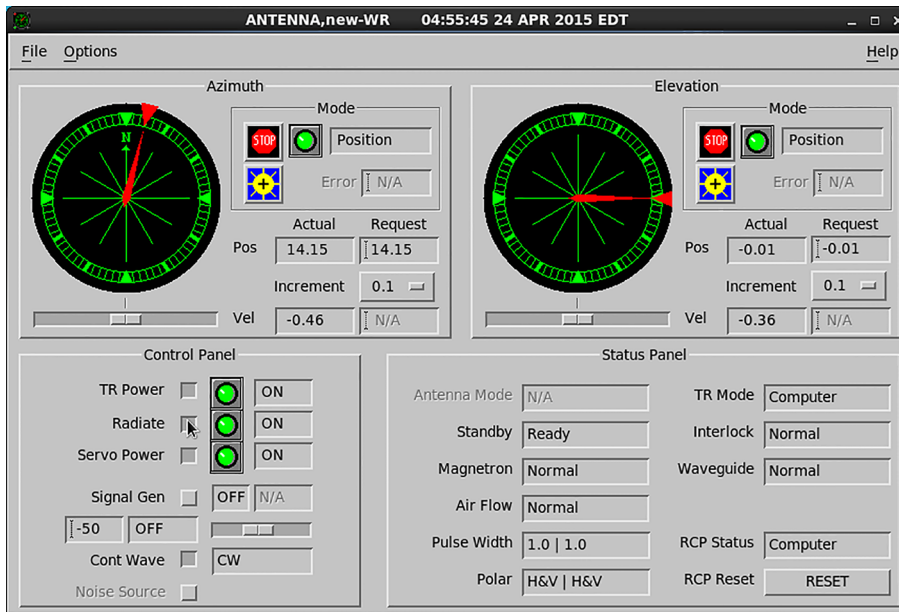 ANTENNA,new-WR 04:55:45 24 APR 2015 EDT
File Options Help
Azimuth
Mode
N
STOP
Position
Error N/A
Actual Request
Pos 14.15 14.15
Increment 0.1
Vel -0.46 N/A
Elevation
Mode
STOP
Position
Error N/A
Actual Request
Pos -0.01 -0.01
Increment 0.1
Vel -0.36 N/A
Control Panel
TR Power ON
Radiate ON
Servo Power ON
Signal Gen OFF N/A
-50 OFF
Cont Wave CW
Noise Source
Status Panel
Antenna Mode N/A TR Mode Computer
Standby Ready Interlock Normal
Magnetron Normal Waveguide Normal
Air Flow Normal
Pulse Width 1.0 | 1.0 RCP Status Computer
Polar H&V | H&V RCP Reset RESET